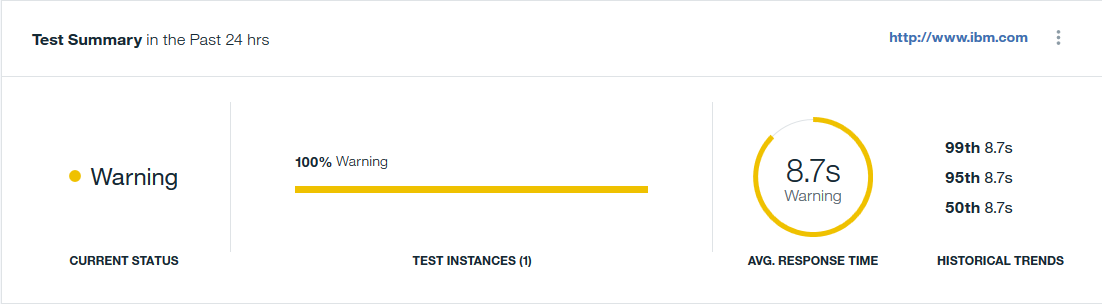 Test Summary in the Past 24 hrs
http://www.ibm.com
Warning
CURRENT STATUS
100% Warning
TEST INSTANCES (1)
8.7s
Warning
AVG. RESPONSE TIME
99th 8.7s
95th 8.7s
50th 8.7s
HISTORICAL TRENDS